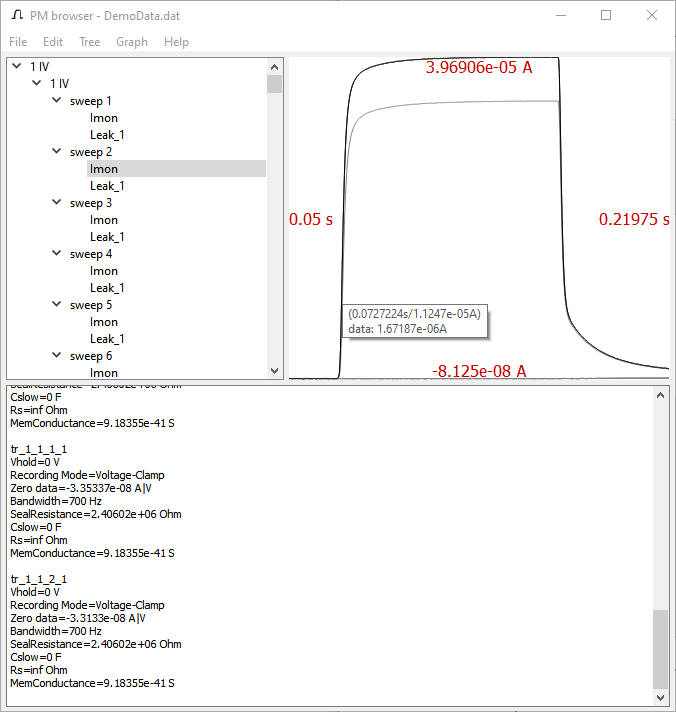 PM browser - DemoData.dat
File Edit Tree Graph Help
1 IV
1 IV
sweep 1
Imon
Leak_1
sweep 2
Imon
Leak_1
sweep 3
Imon
Leak_1
sweep 4
Imon
Leak_1
sweep 5
Imon
Leak_1
sweep 6
Imon
3.96906e-05 A
0.05 s
0.21975 s
(0.0727224s/1.1247e-05A)
data: 1.67187e-06A
-8.125e-08 A
SealResistance=2.40602e+06 Ohm
Cslow=0 F
Rs=inf Ohm
MemConductance=9.18355e-41 S
tr_1_1_1_1
Vhold=0 V
Recording Mode=Voltage-Clamp
Zero data=-3.35337e-08 A|V
Bandwidth=700 Hz
SealResistance=2.40602e+06 Ohm
Cslow=0 F
Rs=inf Ohm
MemConductance=9.18355e-41 S
tr_1_1_2_1
Vhold=0 V
Recording Mode=Voltage-Clamp
Zero data=-3.3133e-08 A|V
Bandwidth=700 Hz
SealResistance=2.40602e+06 Ohm
Cslow=0 F
Rs=inf Ohm
MemConductance=9.18355e-41 S